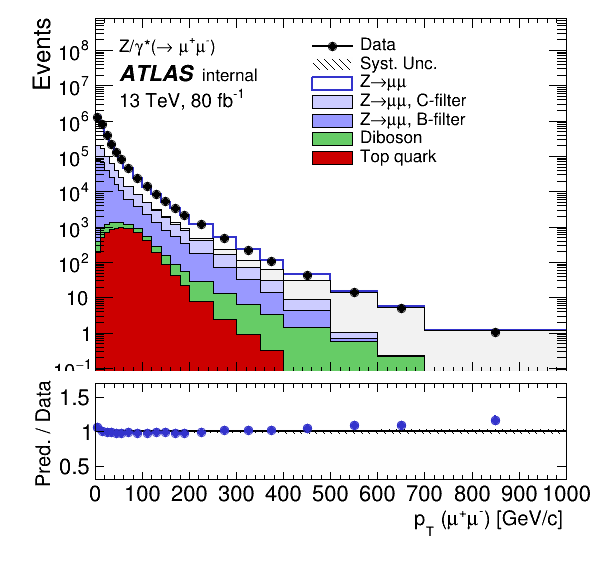 Events
10⁸
10⁷
10⁶
10⁵
10⁴
10³
10²
10
1
10⁻¹
Z/γ*(→ μ⁺μ⁻)
ATLAS internal
13 TeV, 80 fb⁻¹
Data
Syst. Unc.
Z→μμ
Z→μμ, C-filter
Z→μμ, B-filter
Diboson
Top quark
Pred. / Data
1.5
1
0.5
0 100 200 300 400 500 600 700 800 900 1000
p_T (μ⁺μ⁻) [GeV/c]